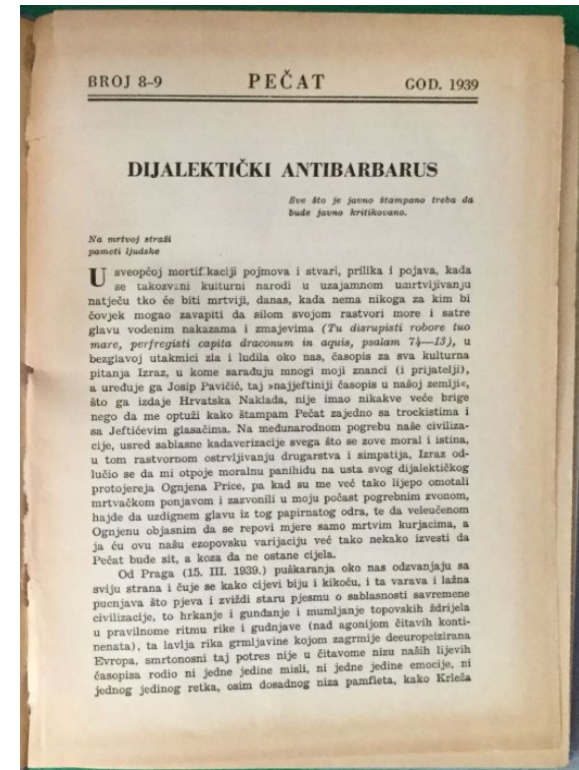 BROJ 8-9 PEČAT GOD. 1939
DIJALEKTIČKI ANTIBARBARUS
Sve što je javno štampano treba da
bude javno kritikovano.
Na mrtvoj straži
pameti ljudske
U sveopćoj mortifikaciji pojmova i stvari, prilika i pojava, kada
se takozvani kulturni narodi u uzajamnom umrtvljivanju
natječu tko će biti mrtviji, danas, kada nema nikoga za kim bi
čovjek mogao zavapiti da silom svojom rastvori more i satre
glavu vodenim nakazama i zmajevima (Tu disrupisti robore tuo
mare, perfregisti capita draconum in aquis, psalam 74—13), u
bezglavoj utakmici zla i ludila oko nas, časopis za sva kulturna
pitanja Izraz, u kome sarađuju mnogi moji znanci (i prijatelji),
a uređuje ga Josip Pavičić, taj »najjeftiniji časopis u našoj zemlji«,
što ga izdaje Hrvatska Naklada, nije imao nikakve veće brige
nego da me optuži kako štampam Pečat zajedno sa trockistima i
sa Jeftićevim glasačima. Na međunarodnom pogrebu naše civiliza-
cije, usred sablasne kadaverizacije svega što se zove moral i istina,
u tom rastvornom ostrvljivanju drugarstva i simpatija, Izraz od-
lučio se da mi otpoje moralnu panihidu na usta svog dijalektičkog
protojereja Ognjena Price, pa kad su me već tako lijepo omotali
mrtvačkom ponjavom i zazvonili u moju počast pogrebnim zvonom,
hajde da uzdignem glavu iz tog papirnatog odra, te da veleučenom
Ognjenu objasnim da se repovi mjere samo mrtvim kurjacima, a
ja ću ovu našu ezopovsku varijaciju već tako nekako izvesti da
Pečat bude sit, a koza da ne ostane cijela.
Od Praga (15. III. 1939.) puškaranja oko nas odzvanjaju sa
sviju strana i čuje se kako cijevi biju i kikoću, i ta varava i lažna
pucnjava što pjeva i zviždi staru pjesmu o sablasnosti savremene
civilizacije, to hrkanje i gunđanje i mumljanje topovskih ždrijela
u pravilnome ritmu rike i gudnjave (nad agonijom čitavih konti-
nenata), ta lavlja rika grmljavine kojom zagrmije deeuropeizirana
Evropa, smrtonosni taj potres nije u čitavome nizu naših lijevih
časopisa rodio ni jedne jedine misli, ni jedne jedine emocije, ni
jednog jedinog retka, osim dosadnog niza pamfleta, kako Krleža